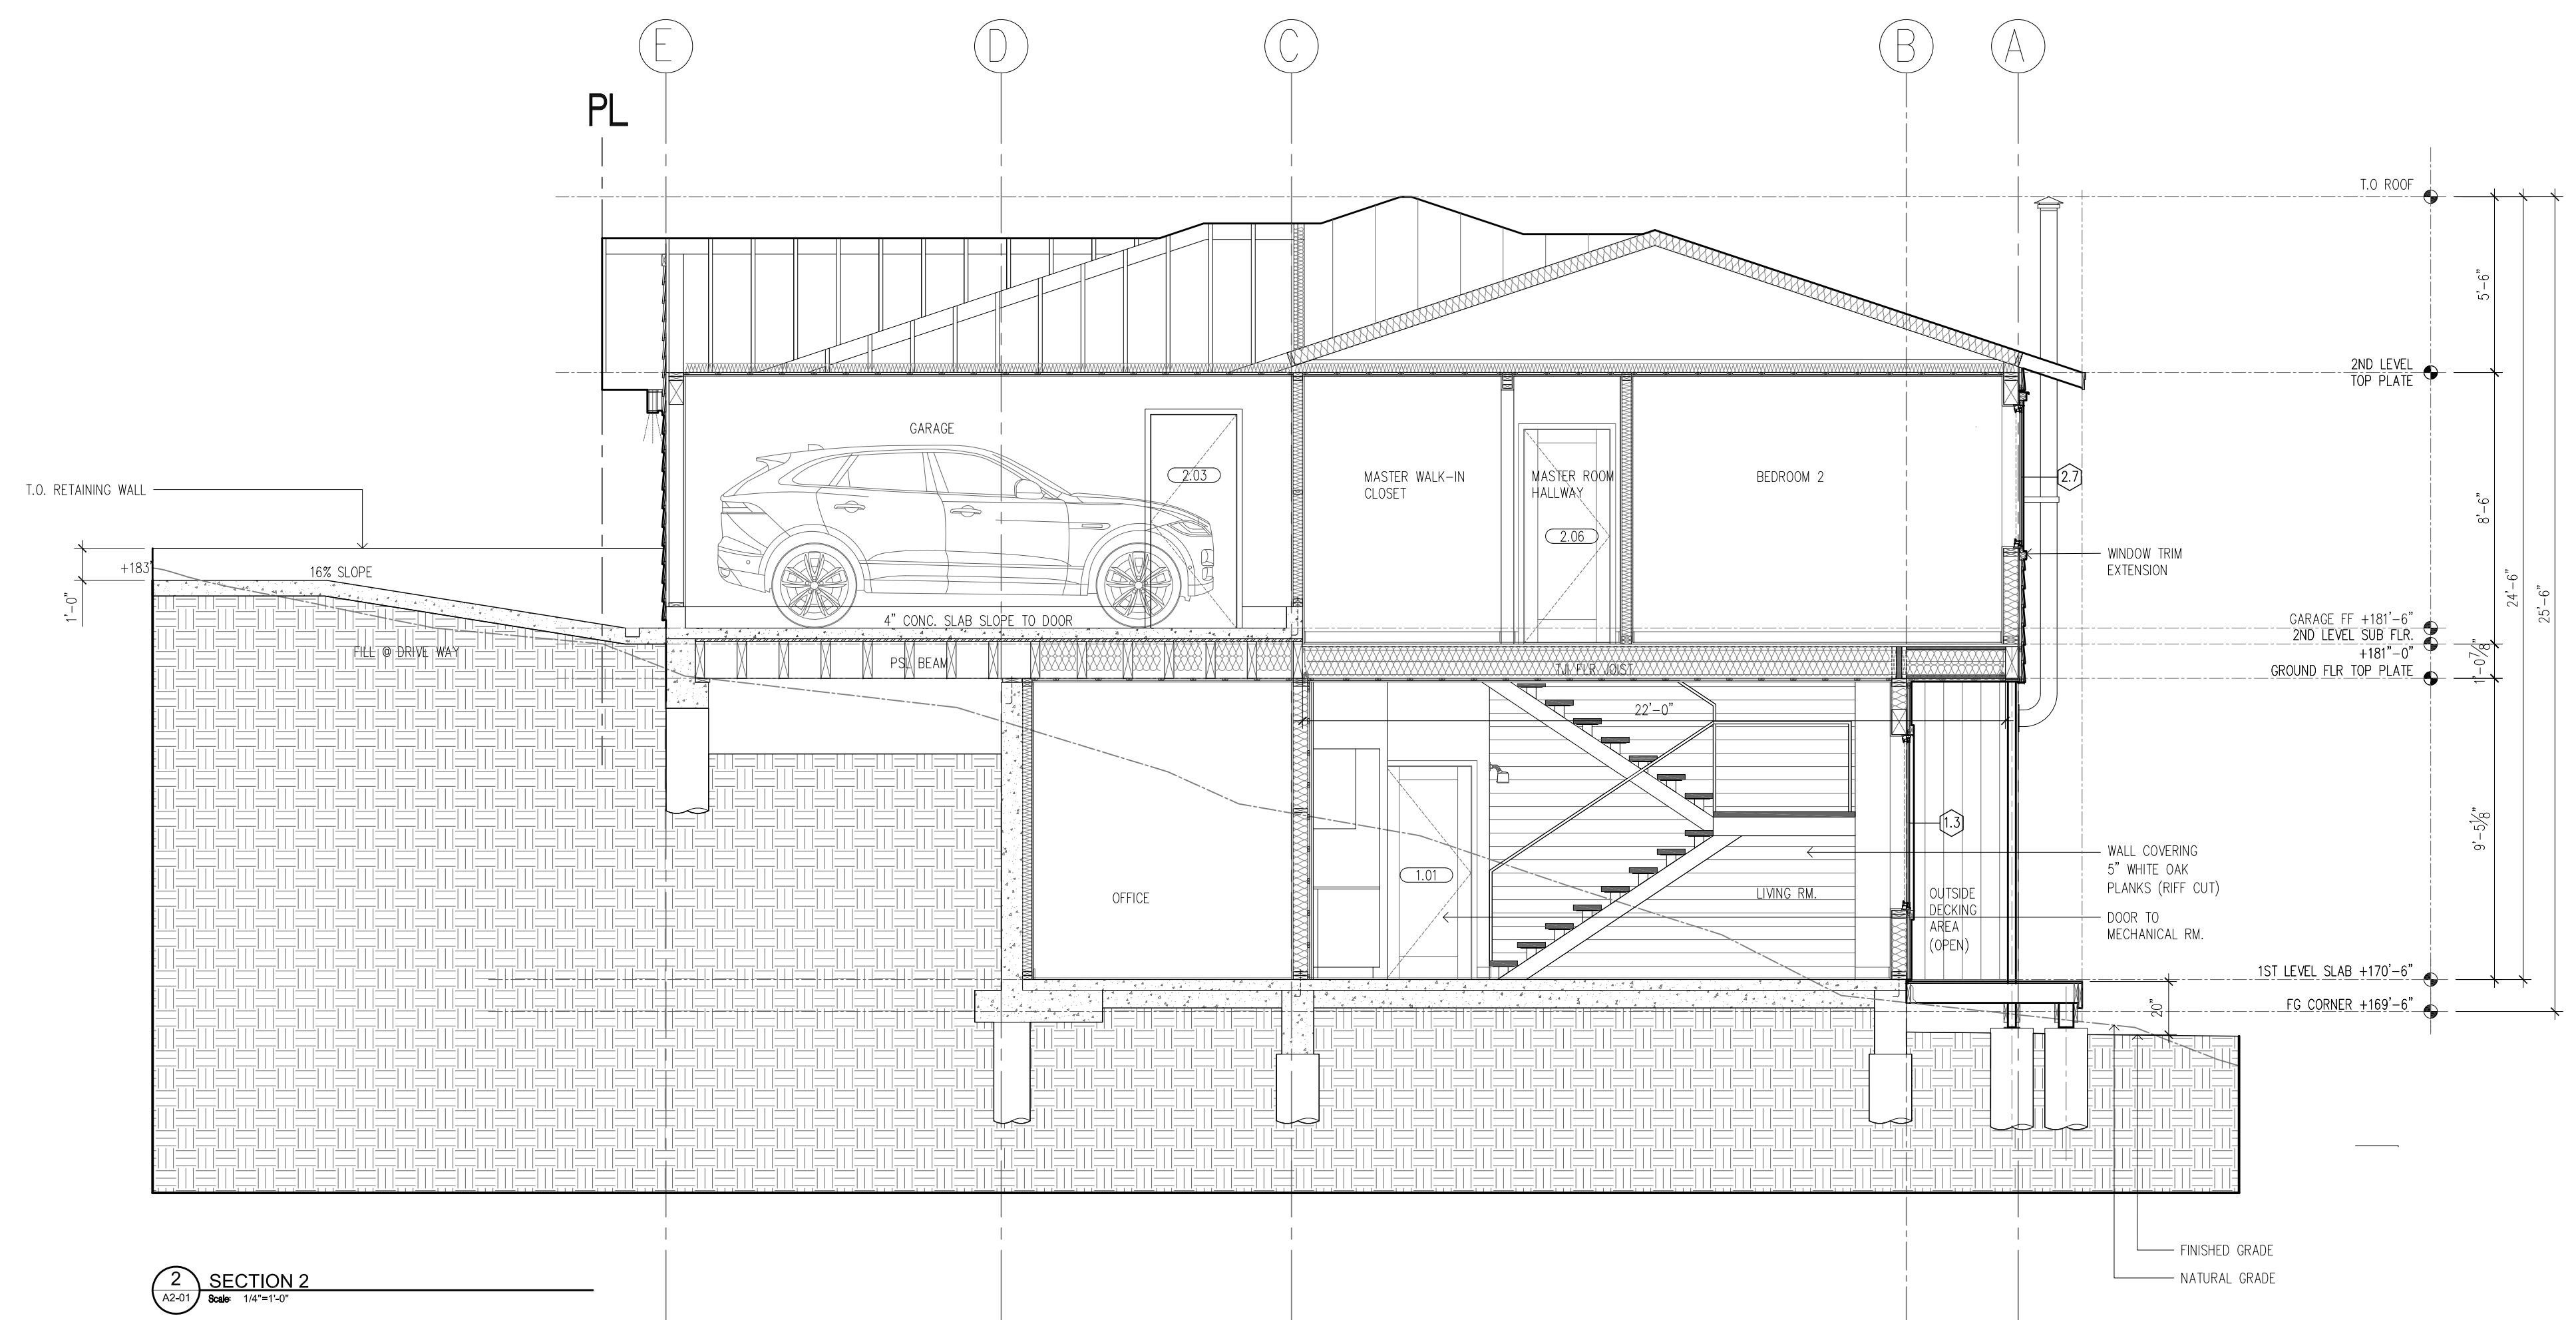 E
D
C
B
A
PL
T.O ROOF
5'-6"
2ND LEVEL
TOP PLATE
GARAGE
2.03
MASTER WALK-IN
CLOSET
MASTER ROOM
HALLWAY
2.06
BEDROOM 2
2.7
8'-6"
T.O. RETAINING WALL
WINDOW TRIM
EXTENSION
+183'
16% SLOPE
1'-0"
24'-6"
25'-6"
4" CONC. SLAB SLOPE TO DOOR
GARAGE FF +181'-6"
2ND LEVEL SUB FLR.
+181"-0"
GROUND FLR TOP PLATE
1'-0 7/8"
FILL @ DRIVE WAY
PSL BEAM
TJI FLR JOIST
22'-0"
1.3
9'-5 1/8"
1.01
OFFICE
LIVING RM.
OUTSIDE
DECKING
AREA
(OPEN)
WALL COVERING
5" WHITE OAK
PLANKS (RIFF CUT)
DOOR TO
MECHANICAL RM.
1ST LEVEL SLAB +170'-6"
20"
FG CORNER +169'-6"
FINISHED GRADE
NATURAL GRADE
2
A2-01
SECTION 2
Scale: 1/4"=1'-0"